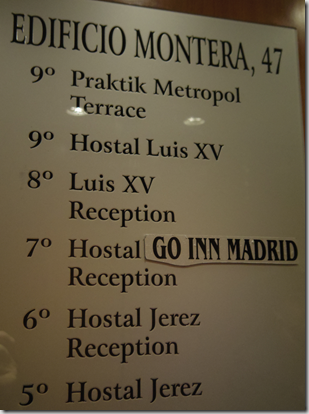 EDIFICIO MONTERA, 47
9º Praktik Metropol
Terrace
9º Hostal Luis XV
8º Luis XV
Reception
7º Hostal GO INN MADRID
Reception
6º Hostal Jerez
Reception
5º Hostal Jerez